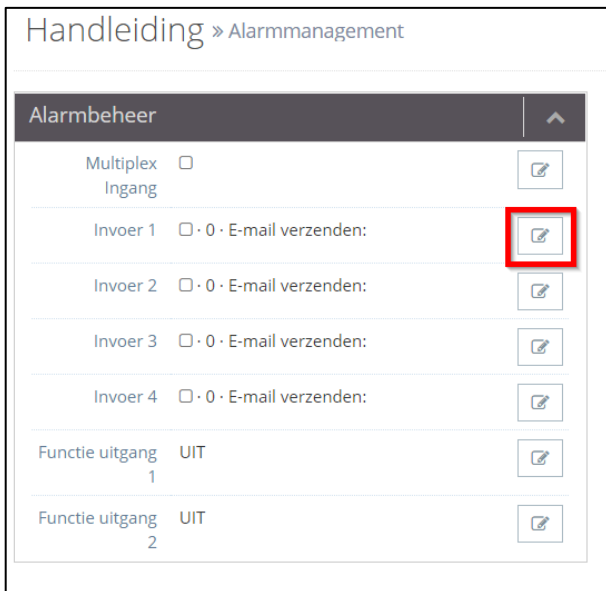 Handleiding » Alarmmanagement
Alarmbeheer
Multiplex
Ingang
Invoer 1 · 0 · E-mail verzenden:
Invoer 2 · 0 · E-mail verzenden:
Invoer 3 · 0 · E-mail verzenden:
Invoer 4 · 0 · E-mail verzenden:
Functie uitgang UIT
1
Functie uitgang UIT
2